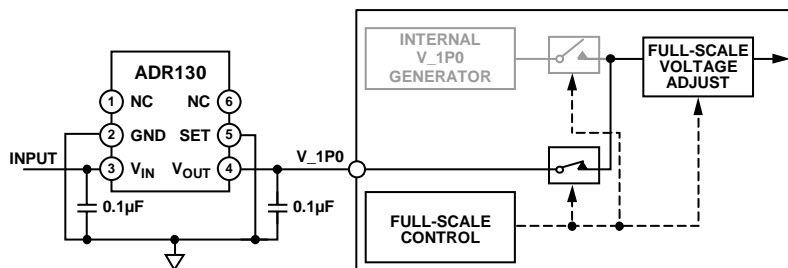 INTERNAL
V_1P0
GENERATOR
FULL-SCALE
VOLTAGE
ADJUST
ADR130
1 NC
NC 6
2 GND
SET 5
INPUT
3 VIN
VOUT 4
V_1P0
0.1µF
0.1µF
FULL-SCALE
CONTROL